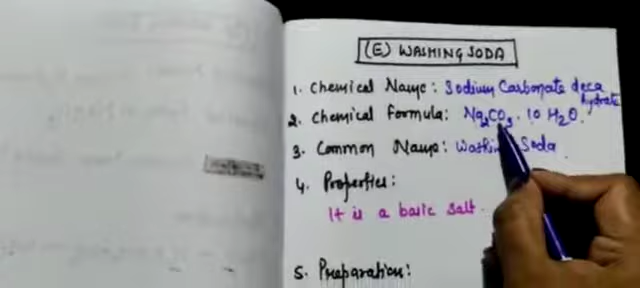 (E) WASHING SODA
1. Chemical Name: Sodium Carbonate deca hydrate
2. Chemical Formula: Na₂CO₃ . 10 H₂O.
3. Common Name: Washing Soda.
4. Properties:
It is a basic salt.
5. Preparation: